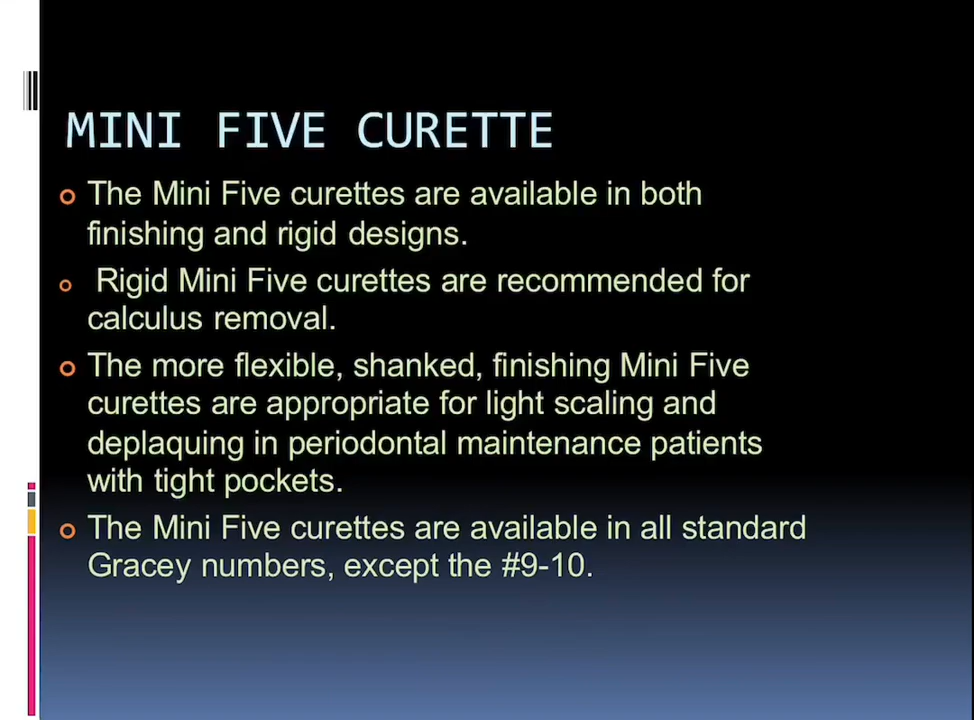 MINI FIVE CURETTE
The Mini Five curettes are available in both
finishing and rigid designs.
Rigid Mini Five curettes are recommended for
calculus removal.
The more flexible, shanked, finishing Mini Five
curettes are appropriate for light scaling and
deplaquing in periodontal maintenance patients
with tight pockets.
The Mini Five curettes are available in all standard
Gracey numbers, except the #9-10.